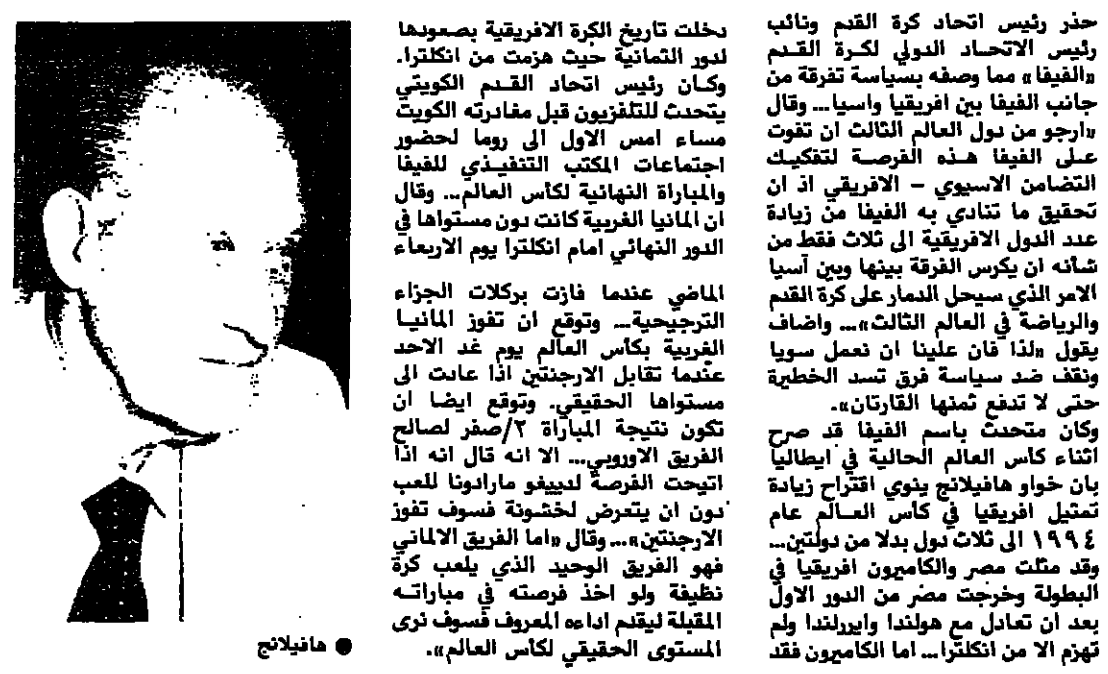 حذر رئيس اتحاد كرة القدم ونائب
رئيس الاتحاد الدولي لكرة القدم
«الفيفا» مما وصفه بسياسة تفرقة من
جانب الفيفا بين افريقيا واسيا... وقال
«ارجو من دول العالم الثالث ان تفوت
على الفيفا هذه الفرصة لتفكيك
التضامن الاسيوي – الافريقي اذ ان
تحقيق ما تنادي به الفيفا من زيادة
عدد الدول الافريقية الى ثلاث فقط من
شأنه ان يكرس الفرقة بينها وبين آسيا
الامر الذي سيحل الدمار على كرة القدم
والرياضة في العالم الثالث»... واضاف
يقول «لذا فان علينا ان نعمل سويا
ونقف ضد سياسة فرق تسد الخطيرة
حتى لا تدفع ثمنها القارتان».
وكان متحدث باسم الفيفا قد صرح
اثناء كاس العالم الحالية في ايطاليا
بان خواو هافيلانج ينوي اقتراح زيادة
تمثيل افريقيا في كأس العالم عام
١٩٩٤ الى ثلاث دول بدلا من دولتين...
وقد مثلت مصر والكاميرون افريقيا في
البطولة وخرجت مصر من الدور الاول
بعد ان تعادل مع هولندا وايررلندا ولم
تهزم الا من انكلترا... اما الكاميرون فقد
دخلت تاريخ الكرة الافريقية بصعودها
لدور الثمانية حيث هزمت من انكلترا.
وكان رئيس اتحاد القدم الكويتي
يتحدث للتلفزيون قبل مغادرته الكويت
مساء امس الاول الى روما لحضور
اجتماعات المكتب التنفيذي للفيفا
والمباراة النهائية لكأس العالم... وقال
ان المانيا الغربية كانت دون مستواها في
الدور النهائي امام انكلترا يوم الاربعاء
الماضي عندما فازت بركلات الجزاء
الترجيحية... وتوقع ان تفوز المانيا
الغربية بكأس العالم يوم غد الاحد
عندما تقابل الارجنتين اذا عادت الى
مستواها الحقيقي. وتوقع ايضا ان
تكون نتيجة المباراة ٢/صفر لصالح
الفريق الاوروبي... الا انه قال انه اذا
اتيحت الفرصة لدييغو مارادونا للعب
دون ان يتعرض لخشونة فسوف تفوز
الارجنتين»... وقال «اما الفريق الالماني
فهو الفريق الوحيد الذي يلعب كرة
نظيفة ولو اخذ فرصته في مباراته
المقبلة ليقدم اداءه المعروف فسوف نرى
المستوى الحقيقي لكأس العالم».
● هافيلانج